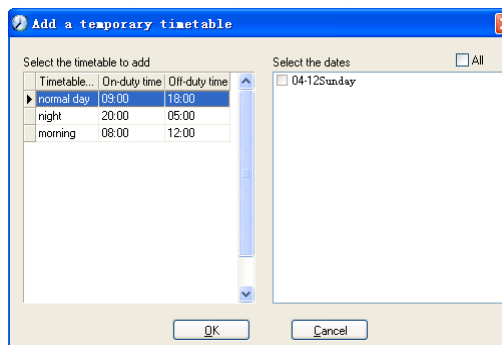 Add a temporary timetable
Select the timetable to add
Timetable... On-duty time Off-duty time
normal day 09:00 18:00
night 20:00 05:00
morning 08:00 12:00
Select the dates
All
04-12Sunday
OK
Cancel